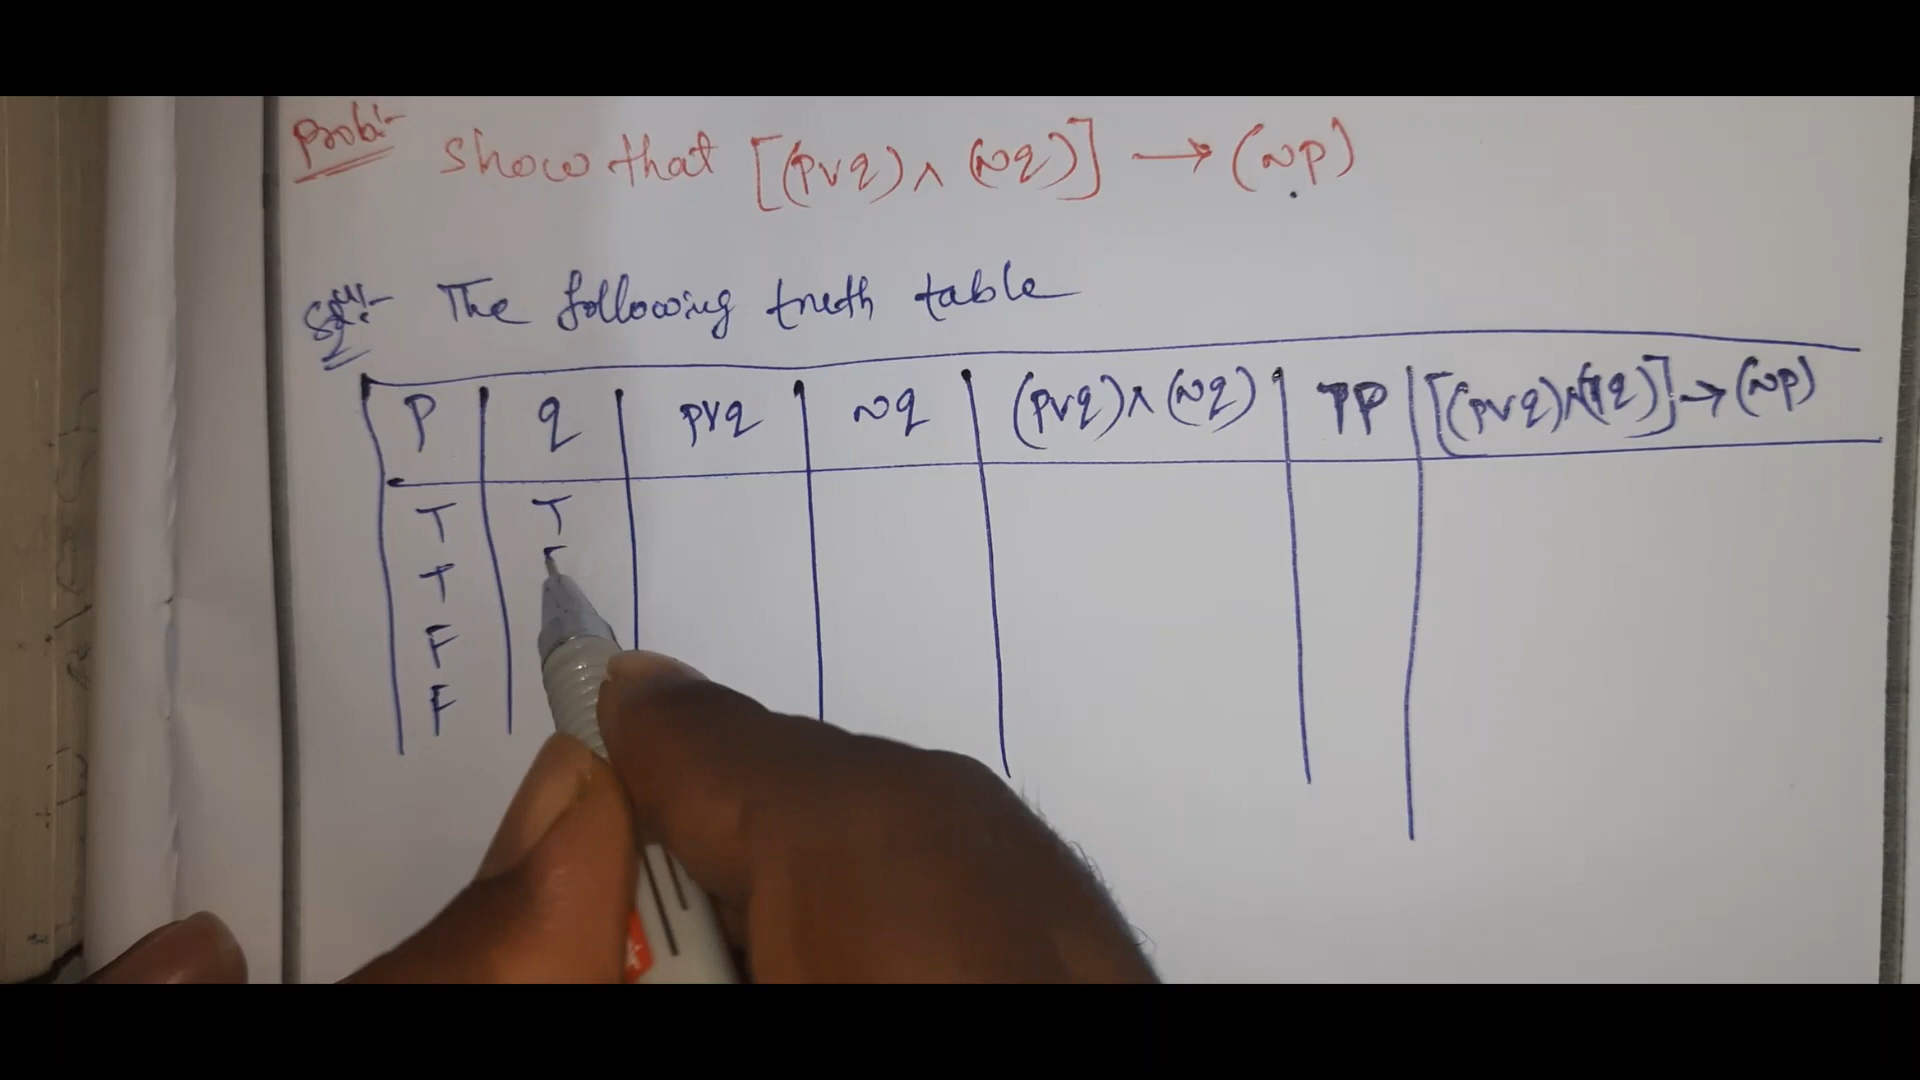 Prob:- Show that [(p∨q)∧(~q)] → (~p)
Sol:- The following truth table
P q p∨q ~q (p∨q)∧(~q) ⅂P [(p∨q)∧(⅂q)] → (~p)
T T
T
F
F